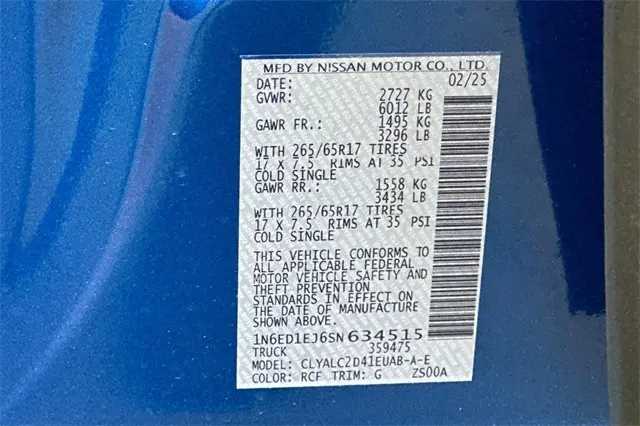 MFD BY NISSAN MOTOR CO., LTD.
DATE: 02/25
GVWR: 2727 KG
6012 LB
GAWR FR.: 1495 KG
3296 LB
WITH 265/65R17 TIRES
17 X 7.5 RIMS AT 35 PSI
COLD SINGLE
GAWR RR.: 1558 KG
3434 LB
WITH 265/65R17 TIRES
17 X 7.5 RIMS AT 35 PSI
COLD SINGLE
THIS VEHICLE CONFORMS TO
ALL APPLICABLE FEDERAL
MOTOR VEHICLE SAFETY AND
THEFT PREVENTION
STANDARDS IN EFFECT ON
THE DATE OF MANUFACTURE
SHOWN ABOVE
1N6ED1EJ6SN634515
TRUCK 359475
MODEL: CLYALC2D41EUAB-A-E
COLOR: RCF TRIM: G ZS00A